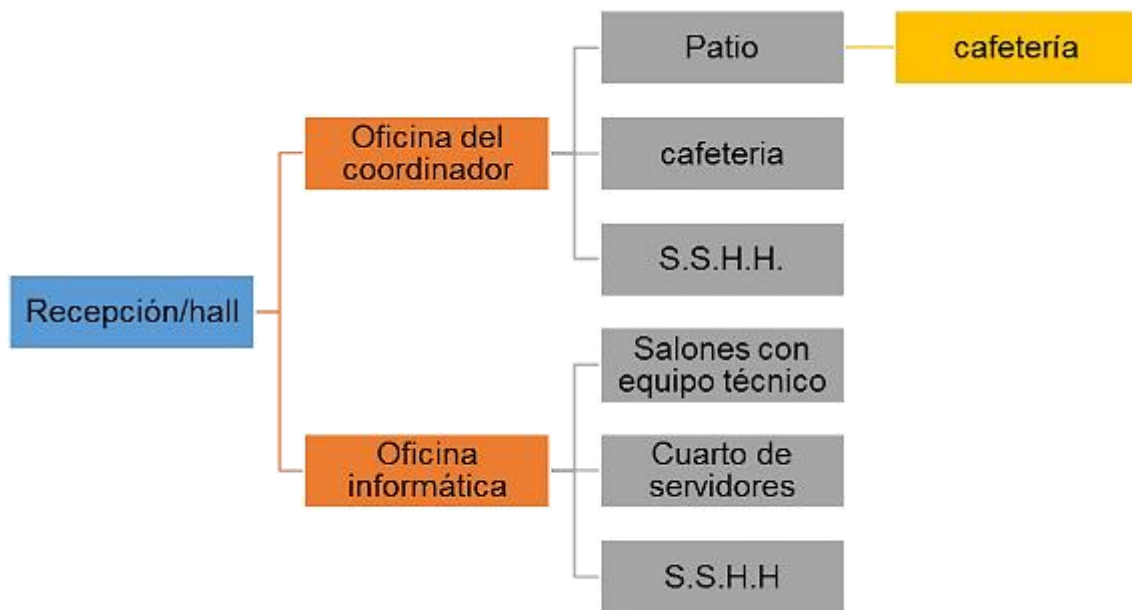 Patio
cafetería
Oficina del
coordinador
cafeteria
S.S.H.H.
Recepción/hall
Salones con
equipo técnico
Oficina
informática
Cuarto de
servidores
S.S.H.H